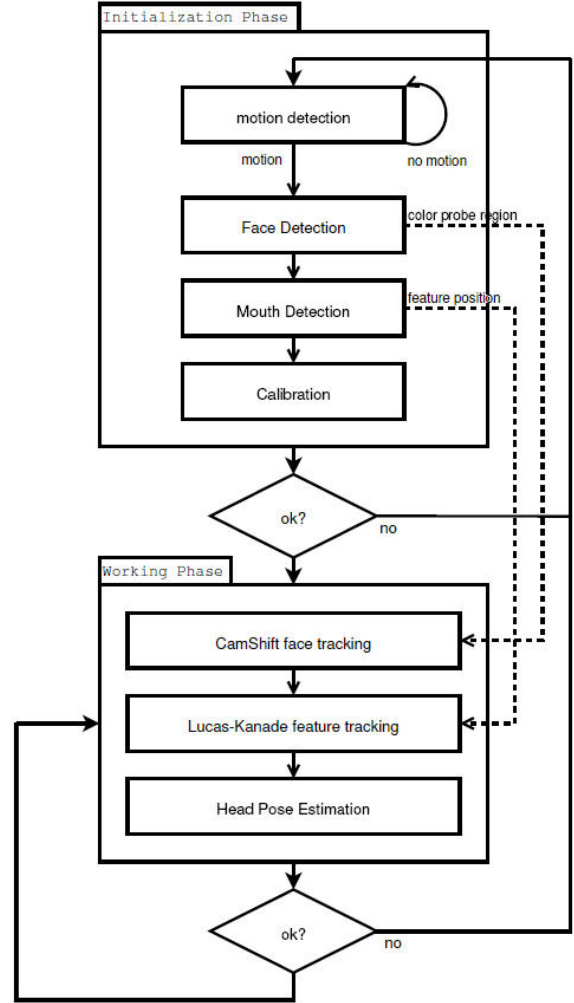 Initialization Phase
motion detection
motion
no motion
Face Detection
color probe region
Mouth Detection
feature position
Calibration
ok?
no
Working Phase
CamShift face tracking
Lucas-Kanade feature tracking
Head Pose Estimation
ok?
no